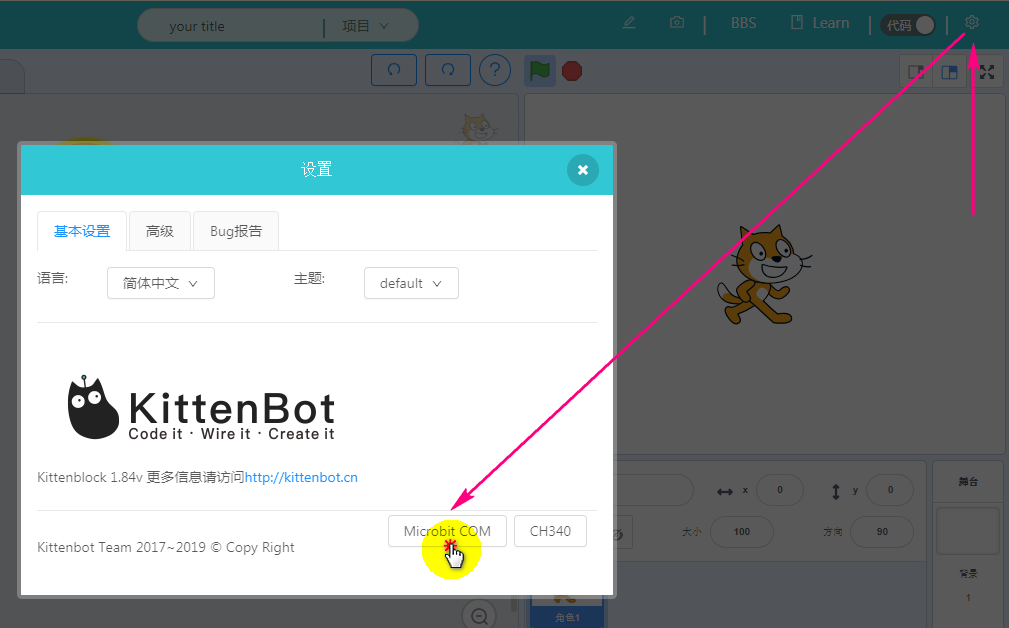 your title
项目
BBS
Learn
代码
?
设置
基本设置
高级
Bug报告
语言:
简体中文
主题:
default
KittenBot
Code it · Wire it · Create it
Kittenblock 1.84v 更多信息请访问http://kittenbot.cn
Microbit COM
CH340
Kittenbot Team 2017~2019 © Copy Right
x
0
y
0
大小
100
方向
90
舞台
背景
1
角色1